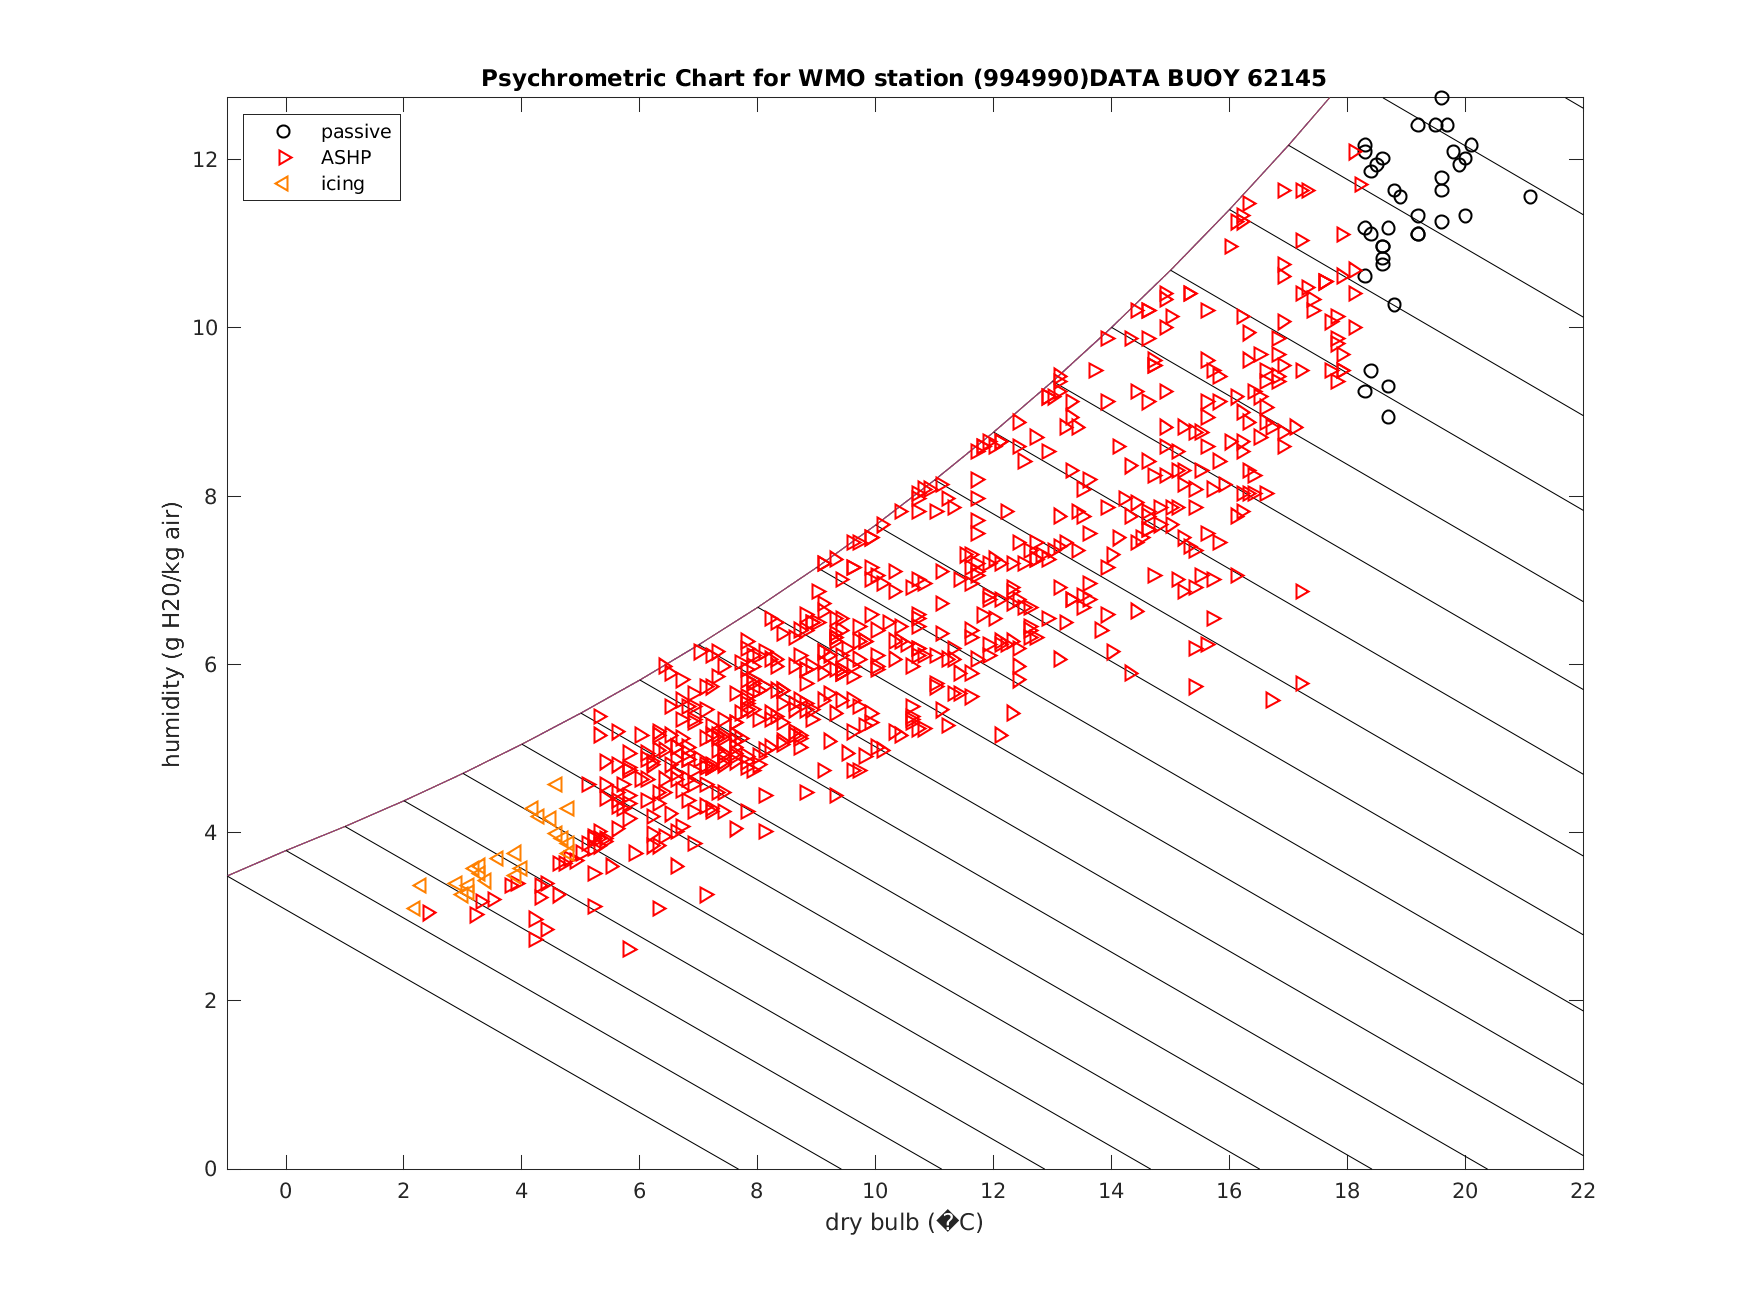 Psychrometric Chart for WMO station (994990)DATA BUOY 62145
passive
ASHP
icing
12
10
8
6
4
2
0
humidity (g H20/kg air)
0 2 4 6 8 10 12 14 16 18 20 22
dry bulb (�C)